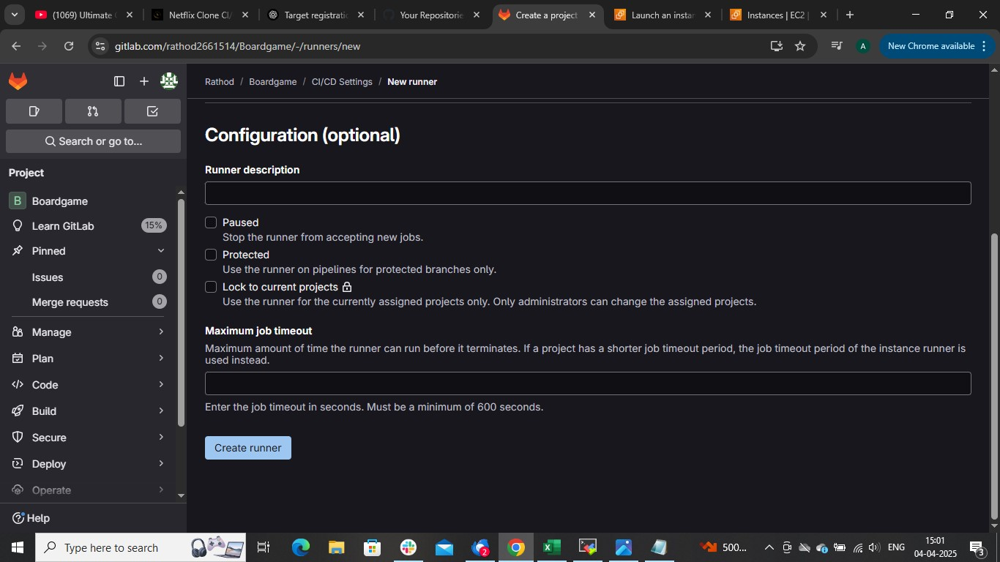 (1069) Ultimate
Netflix Clone CI/
Target registratio
Your Repositorie
Create a project
Launch an instan
Instances | EC2 |
gitlab.com/rathod2661514/Boardgame/-/runners/new
A
New Chrome available
Rathod / Boardgame / CI/CD Settings / New runner
Search or go to...
Project
B Boardgame
Learn GitLab 15%
Pinned
Issues 0
Merge requests 0
Manage
Plan
Code
Build
Secure
Deploy
Operate
Help
Configuration (optional)
Runner description
Paused
Stop the runner from accepting new jobs.
Protected
Use the runner on pipelines for protected branches only.
Lock to current projects
Use the runner for the currently assigned projects only. Only administrators can change the assigned projects.
Maximum job timeout
Maximum amount of time the runner can run before it terminates. If a project has a shorter job timeout period, the job timeout period of the instance runner is
used instead.
Enter the job timeout in seconds. Must be a minimum of 600 seconds.
Create runner
Type here to search
2
500...
ENG
15:01
04-04-2025
3